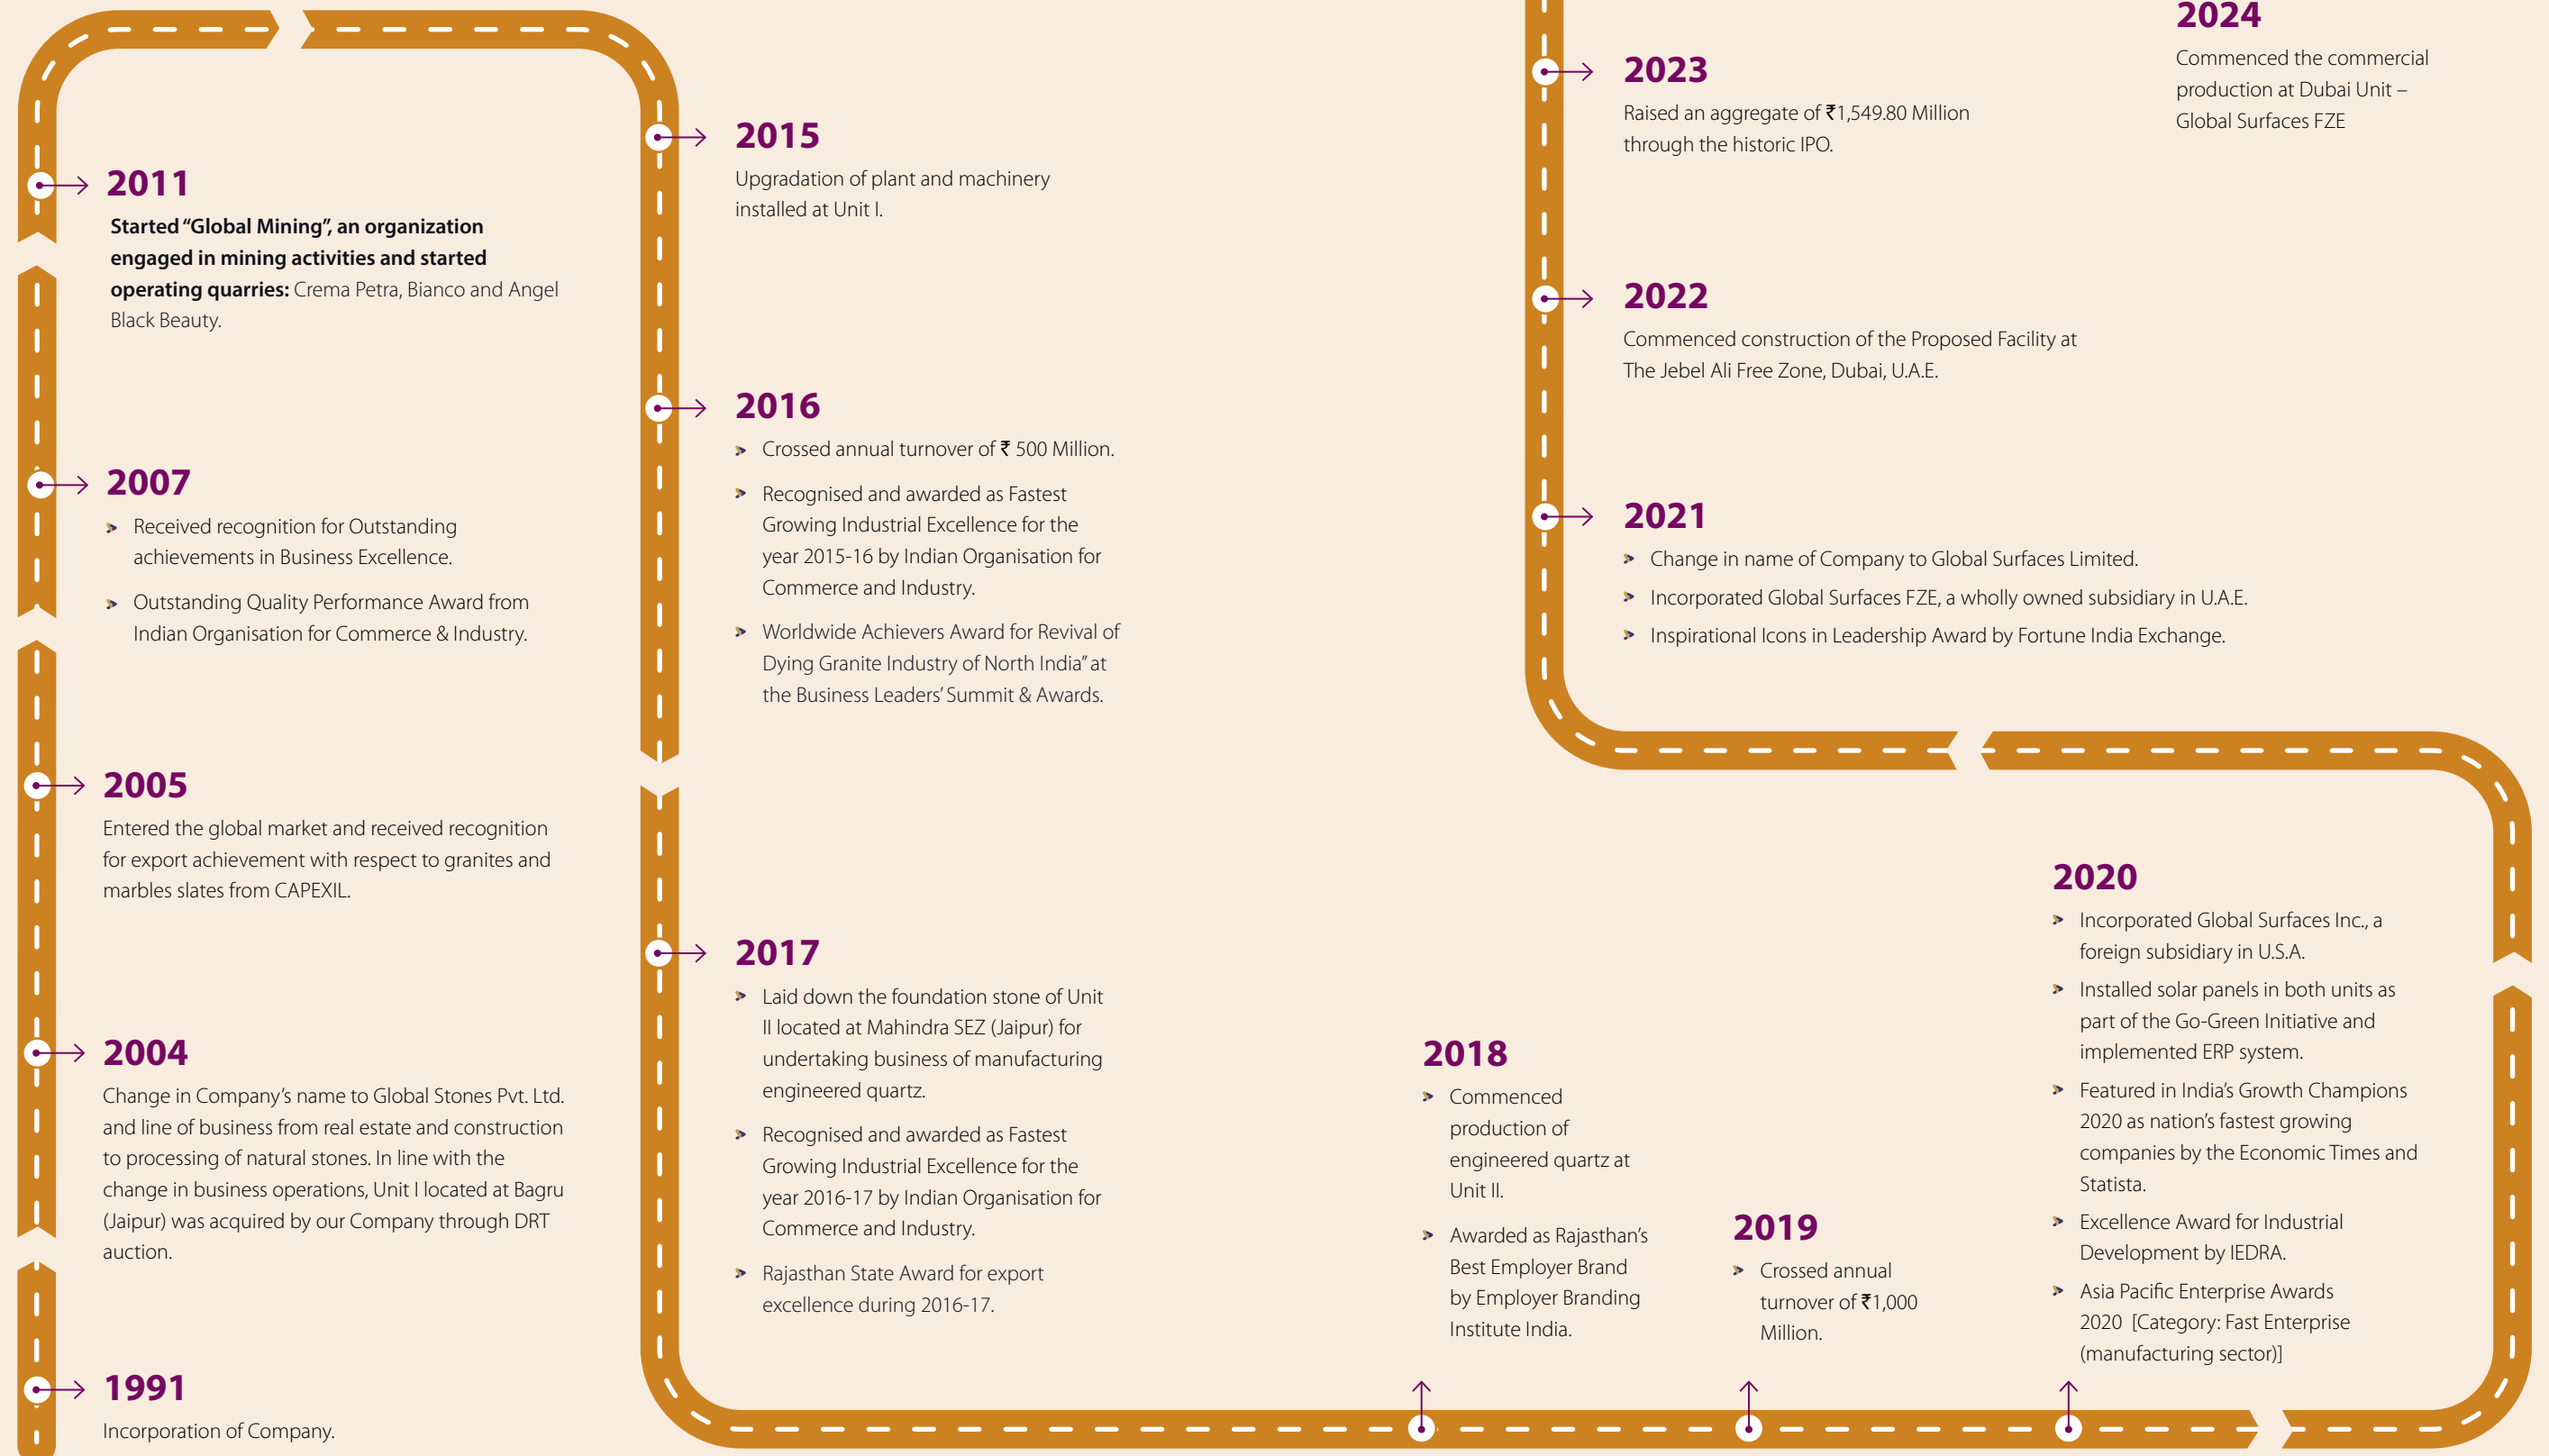 2011
Started “Global Mining”, an organization
engaged in mining activities and started
operating quarries: Crema Petra, Bianco and Angel
Black Beauty.
2007
Received recognition for Outstanding
achievements in Business Excellence.
Outstanding Quality Performance Award from
Indian Organisation for Commerce & Industry.
2005
Entered the global market and received recognition
for export achievement with respect to granites and
marbles slates from CAPEXIL.
2004
Change in Company’s name to Global Stones Pvt. Ltd.
and line of business from real estate and construction
to processing of natural stones. In line with the
change in business operations, Unit I located at Bagru
(Jaipur) was acquired by our Company through DRT
auction.
1991
Incorporation of Company.
2015
Upgradation of plant and machinery
installed at Unit I.
2016
Crossed annual turnover of ₹ 500 Million.
Recognised and awarded as Fastest
Growing Industrial Excellence for the
year 2015-16 by Indian Organisation for
Commerce and Industry.
Worldwide Achievers Award for Revival of
Dying Granite Industry of North India” at
the Business Leaders’ Summit & Awards.
2017
Laid down the foundation stone of Unit
II located at Mahindra SEZ (Jaipur) for
undertaking business of manufacturing
engineered quartz.
Recognised and awarded as Fastest
Growing Industrial Excellence for the
year 2016-17 by Indian Organisation for
Commerce and Industry.
Rajasthan State Award for export
excellence during 2016-17.
2018
Commenced
production of
engineered quartz at
Unit II.
Awarded as Rajasthan’s
Best Employer Brand
by Employer Branding
Institute India.
2019
Crossed annual
turnover of ₹1,000
Million.
2020
Incorporated Global Surfaces Inc., a
foreign subsidiary in U.S.A.
Installed solar panels in both units as
part of the Go-Green Initiative and
implemented ERP system.
Featured in India’s Growth Champions
2020 as nation’s fastest growing
companies by the Economic Times and
Statista.
Excellence Award for Industrial
Development by IEDRA.
Asia Pacific Enterprise Awards
2020 [Category: Fast Enterprise
(manufacturing sector)]
2021
Change in name of Company to Global Surfaces Limited.
Incorporated Global Surfaces FZE, a wholly owned subsidiary in U.A.E.
Inspirational Icons in Leadership Award by Fortune India Exchange.
2022
Commenced construction of the Proposed Facility at
The Jebel Ali Free Zone, Dubai, U.A.E.
2023
Raised an aggregate of ₹1,549.80 Million
through the historic IPO.
2024
Commenced the commercial
production at Dubai Unit –
Global Surfaces FZE